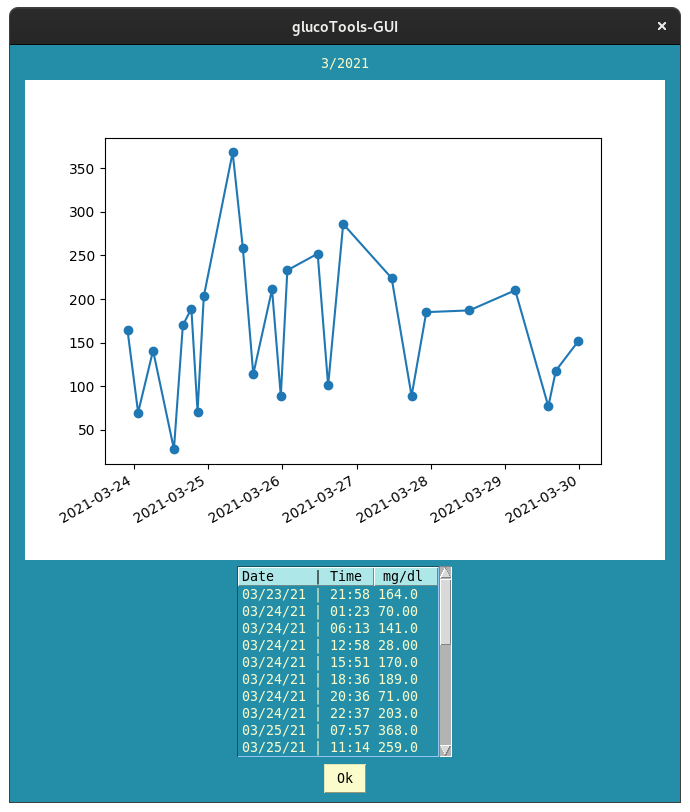 glucoTools-GUI ×
3/2021
350
300
250
200
150
100
50
2021-03-24 2021-03-25 2021-03-26 2021-03-27 2021-03-28 2021-03-29 2021-03-30
Date | Time mg/dl
03/23/21 | 21:58 164.0
03/24/21 | 01:23 70.00
03/24/21 | 06:13 141.0
03/24/21 | 12:58 28.00
03/24/21 | 15:51 170.0
03/24/21 | 18:36 189.0
03/24/21 | 20:36 71.00
03/24/21 | 22:37 203.0
03/25/21 | 07:57 368.0
03/25/21 | 11:14 259.0
Ok